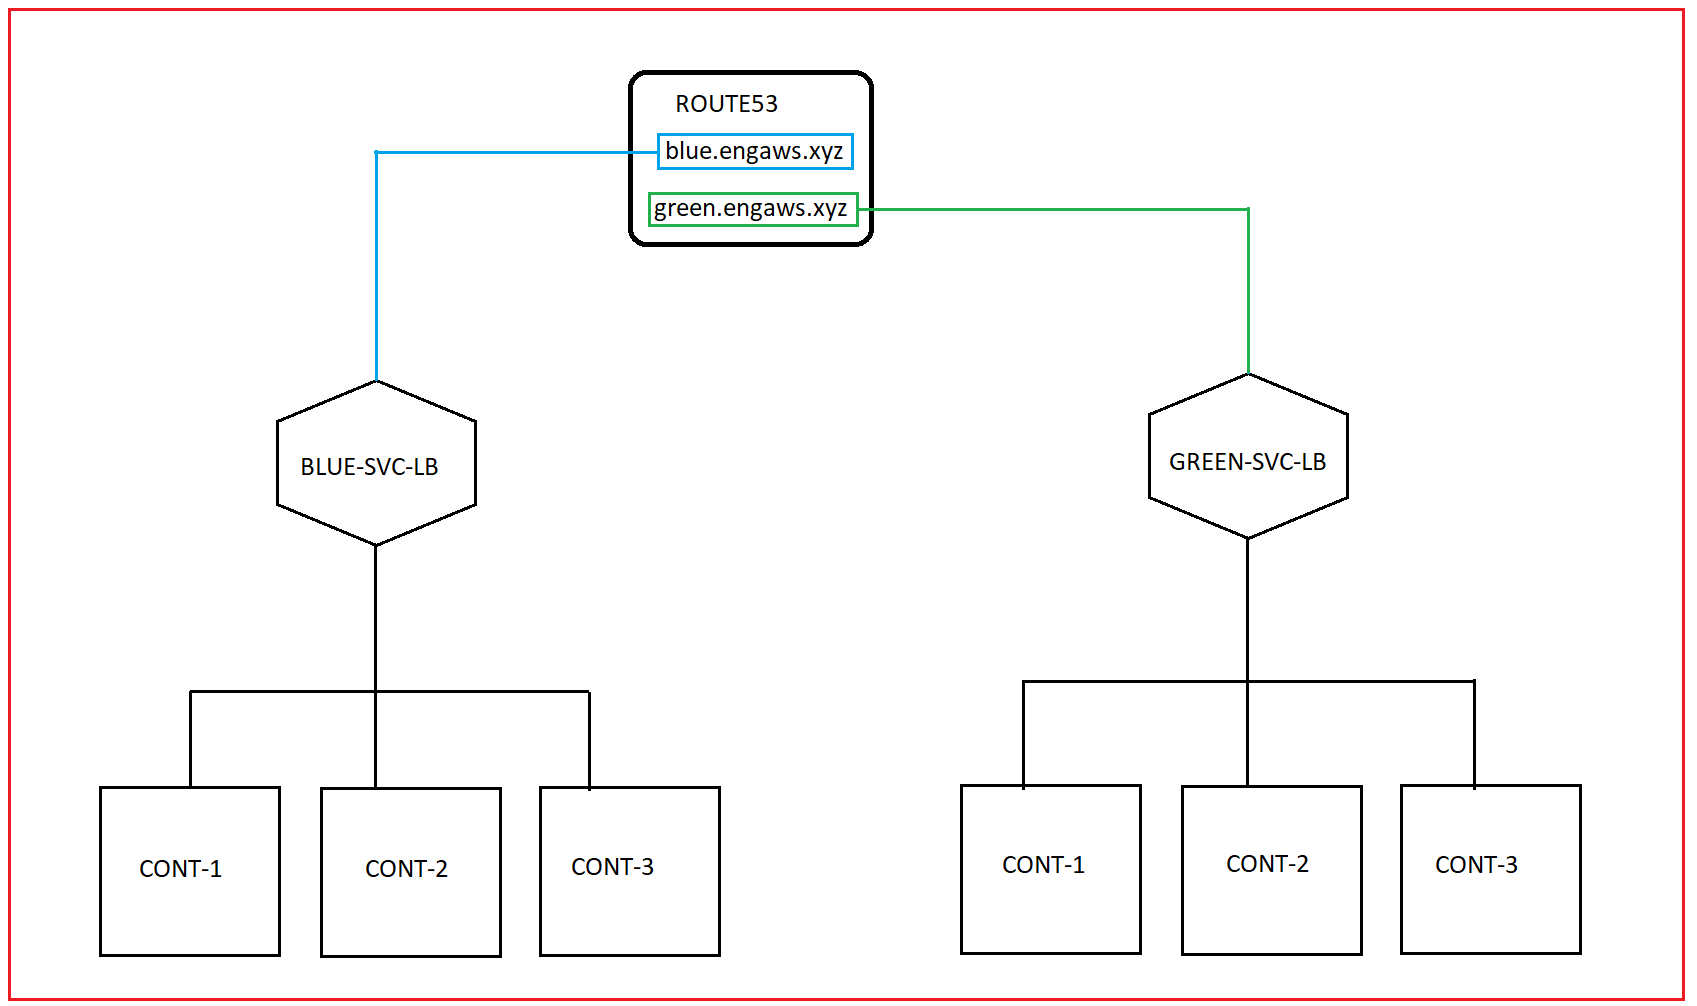 ROUTE53
blue.engaws.xyz
green.engaws.xyz
BLUE-SVC-LB
GREEN-SVC-LB
CONT-1
CONT-2
CONT-3
CONT-1
CONT-2
CONT-3